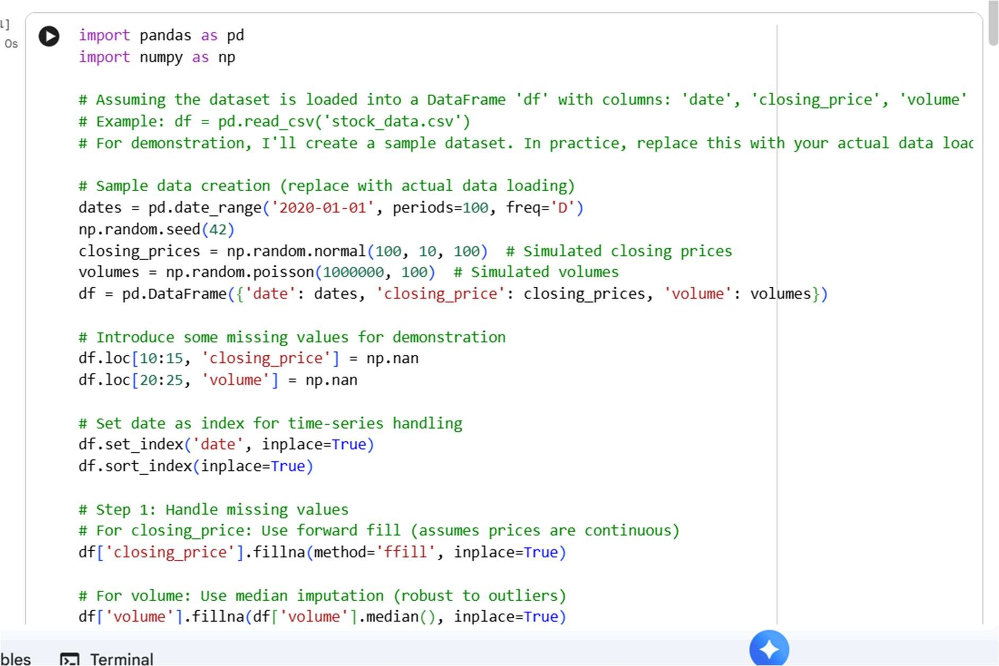 1]
0s
import pandas as pd
import numpy as np
# Assuming the dataset is loaded into a DataFrame 'df' with columns: 'date', 'closing_price', 'volume'
# Example: df = pd.read_csv('stock_data.csv')
# For demonstration, I'll create a sample dataset. In practice, replace this with your actual data loac
# Sample data creation (replace with actual data loading)
dates = pd.date_range('2020-01-01', periods=100, freq='D')
np.random.seed(42)
closing_prices = np.random.normal(100, 10, 100)  # Simulated closing prices
volumes = np.random.poisson(1000000, 100)  # Simulated volumes
df = pd.DataFrame({'date': dates, 'closing_price': closing_prices, 'volume': volumes})
# Introduce some missing values for demonstration
df.loc[10:15, 'closing_price'] = np.nan
df.loc[20:25, 'volume'] = np.nan
# Set date as index for time-series handling
df.set_index('date', inplace=True)
df.sort_index(inplace=True)
# Step 1: Handle missing values
# For closing_price: Use forward fill (assumes prices are continuous)
df['closing_price'].fillna(method='ffill', inplace=True)
# For volume: Use median imputation (robust to outliers)
df['volume'].fillna(df['volume'].median(), inplace=True)
bles
Terminal